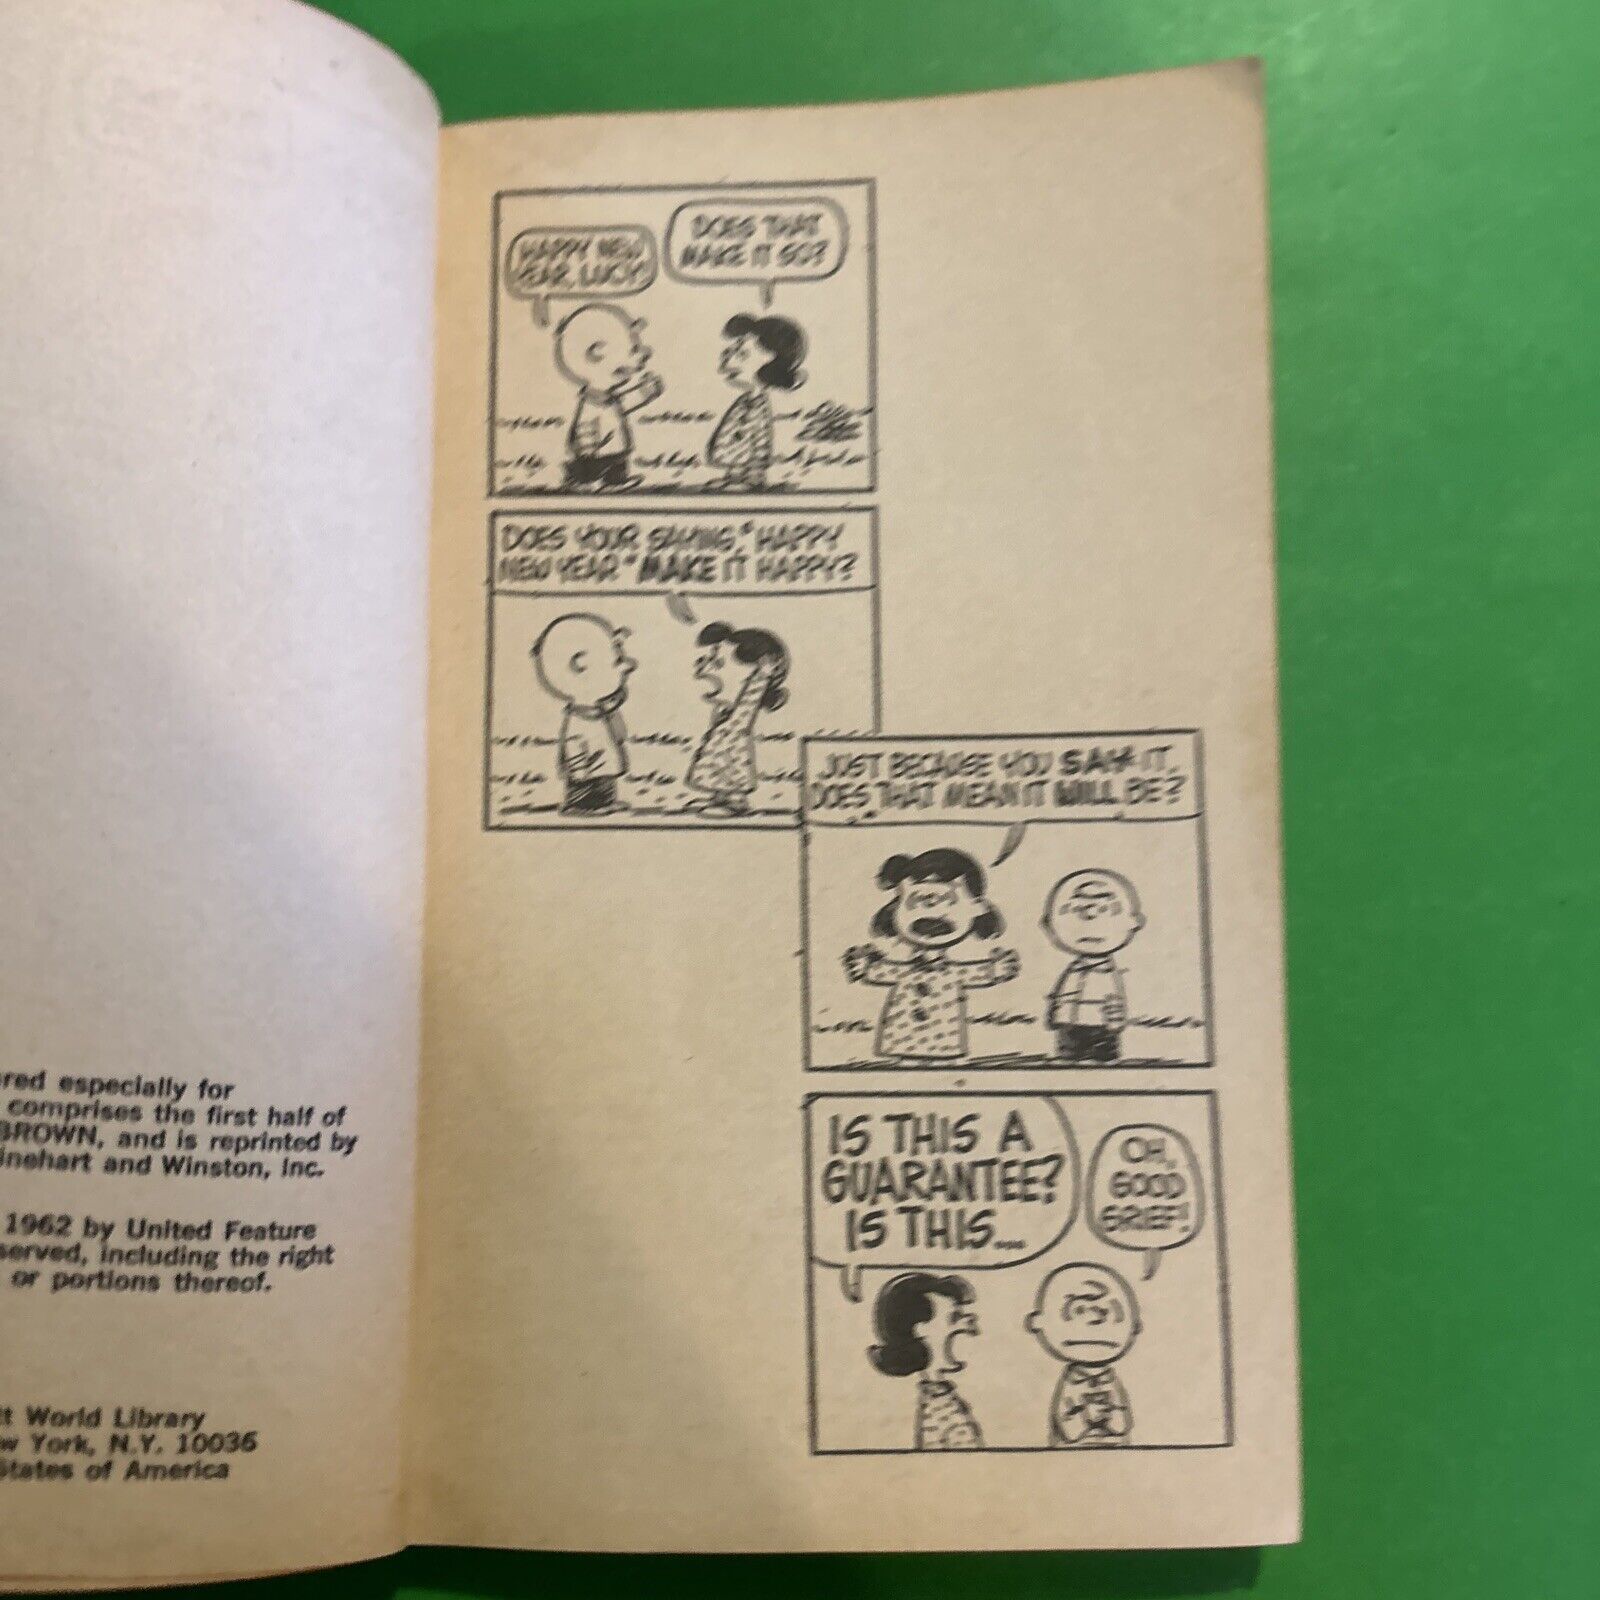 red especially for
comprises the first half of
BROWN, and is reprinted by
inehart and Winston, Inc.
1962 by United Feature
served, including the right
or portions thereof.
tt World Library
w York, N.Y. 10036
States of America
HAPPY NEW
YEAR, LUCY!
DOES THAT
MAKE IT SO?
DOES YOUR SAYING, "HAPPY
NEW YEAR" MAKE IT HAPPY?
JUST BECAUSE YOU SAY IT,
DOES THAT MEAN IT WILL BE?
IS THIS A
GUARANTEE?
IS THIS...
OH,
GOOD
GRIEF!